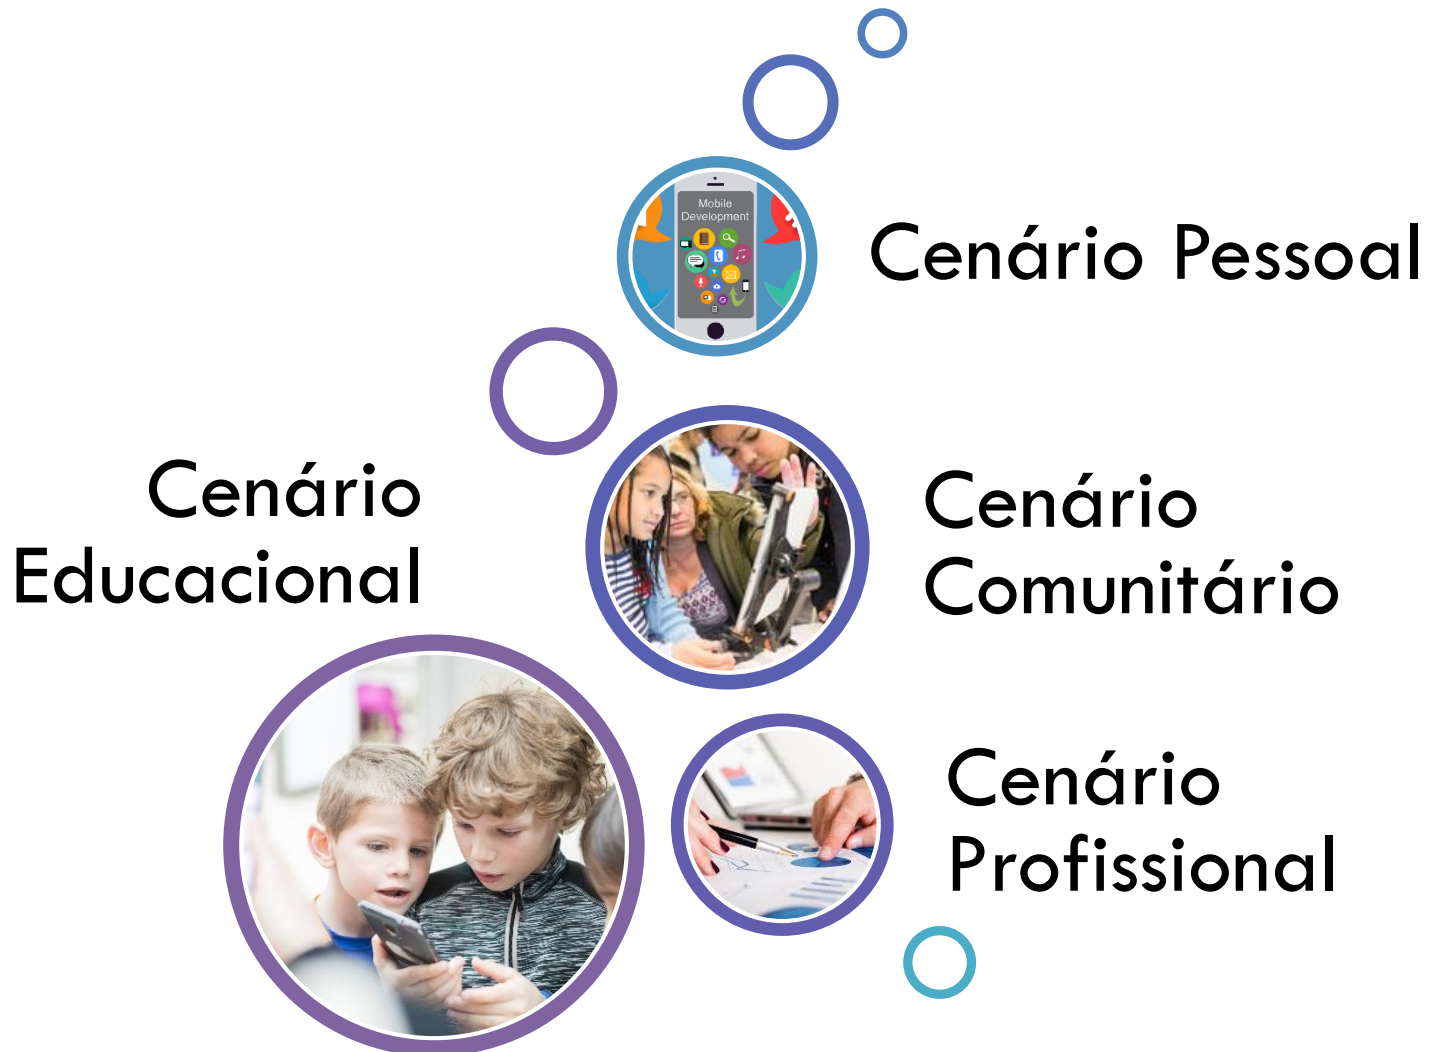 Mobile
Development
Cenário Pessoal
Cenário
Educacional
Cenário
Comunitário
Cenário
Profissional